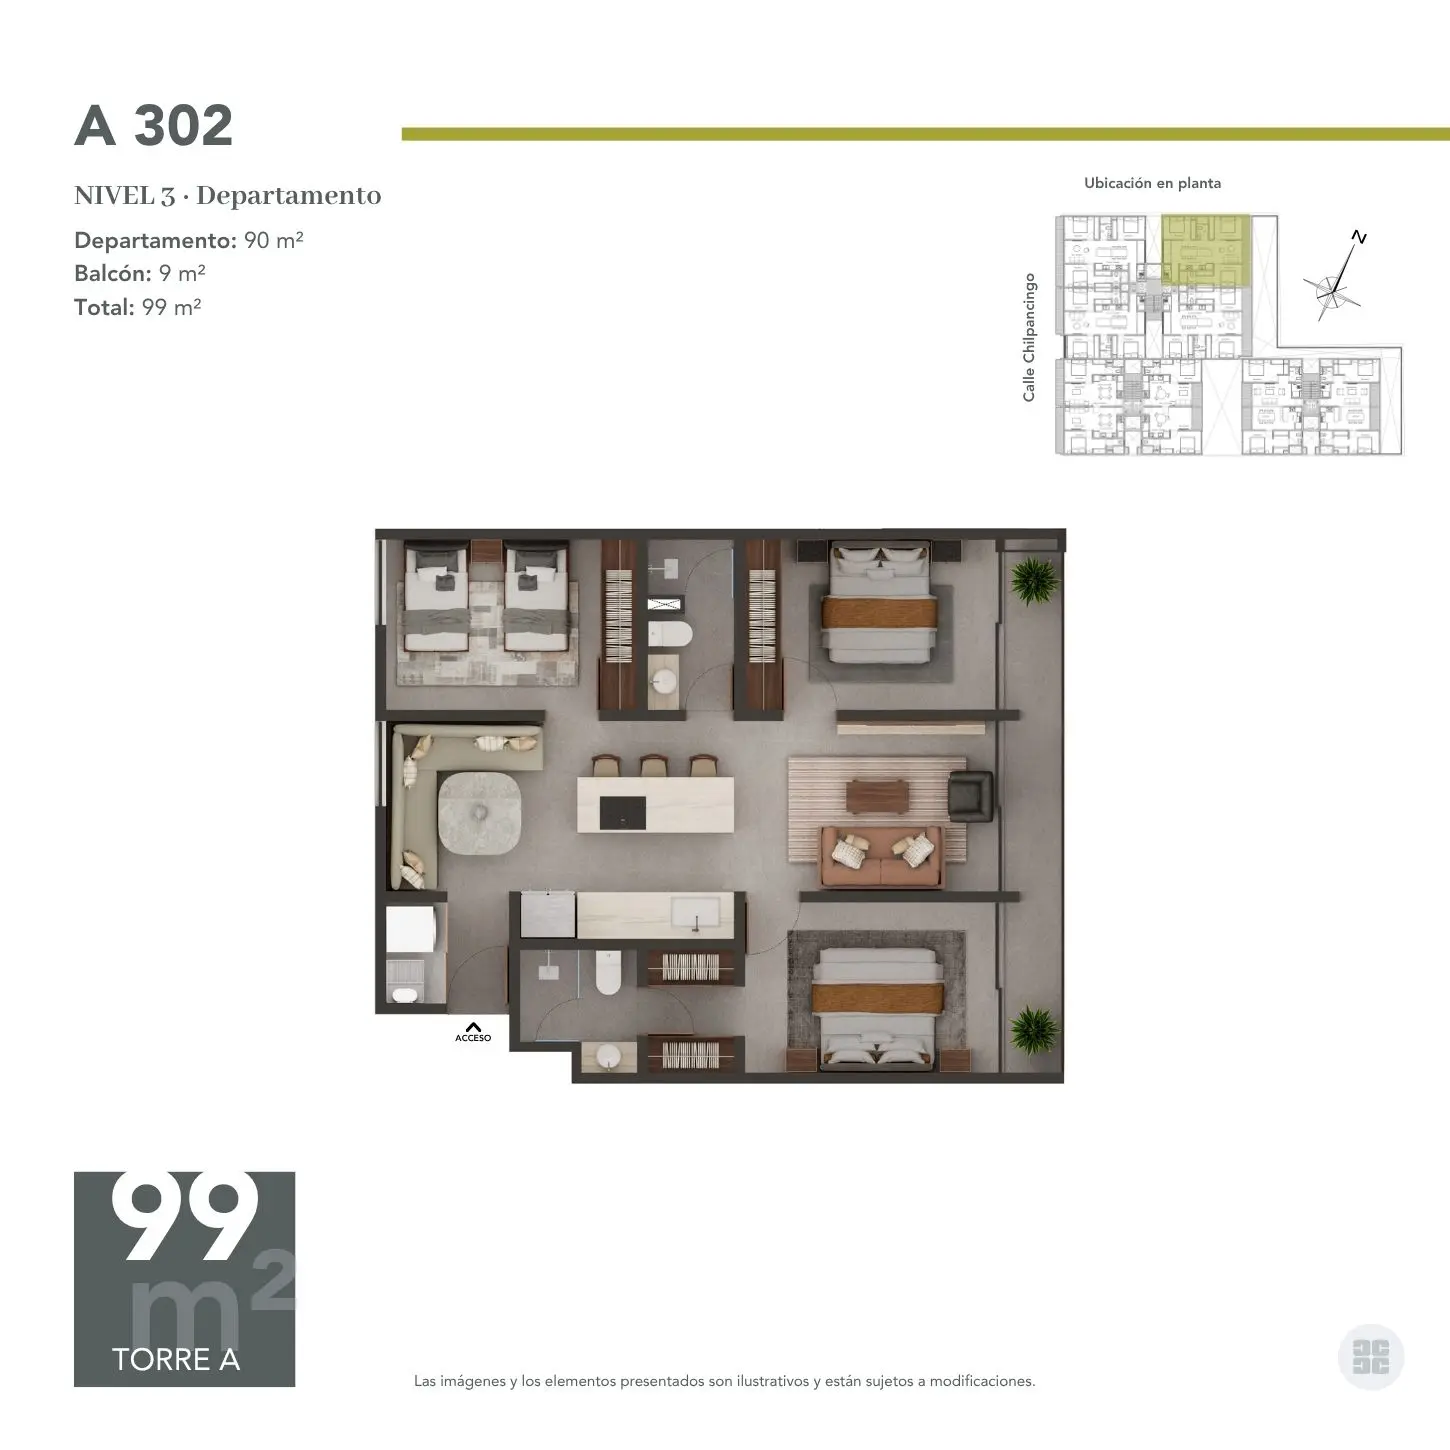 A 302
NIVEL 3 · Departamento
Departamento: 90 m²
Balcón: 9 m²
Total: 99 m²
Ubicación en planta
N
Calle Chilpancingo
ACCESO
99
m²
TORRE A
Las imágenes y los elementos presentados son ilustrativos y están sujetos a modificaciones.